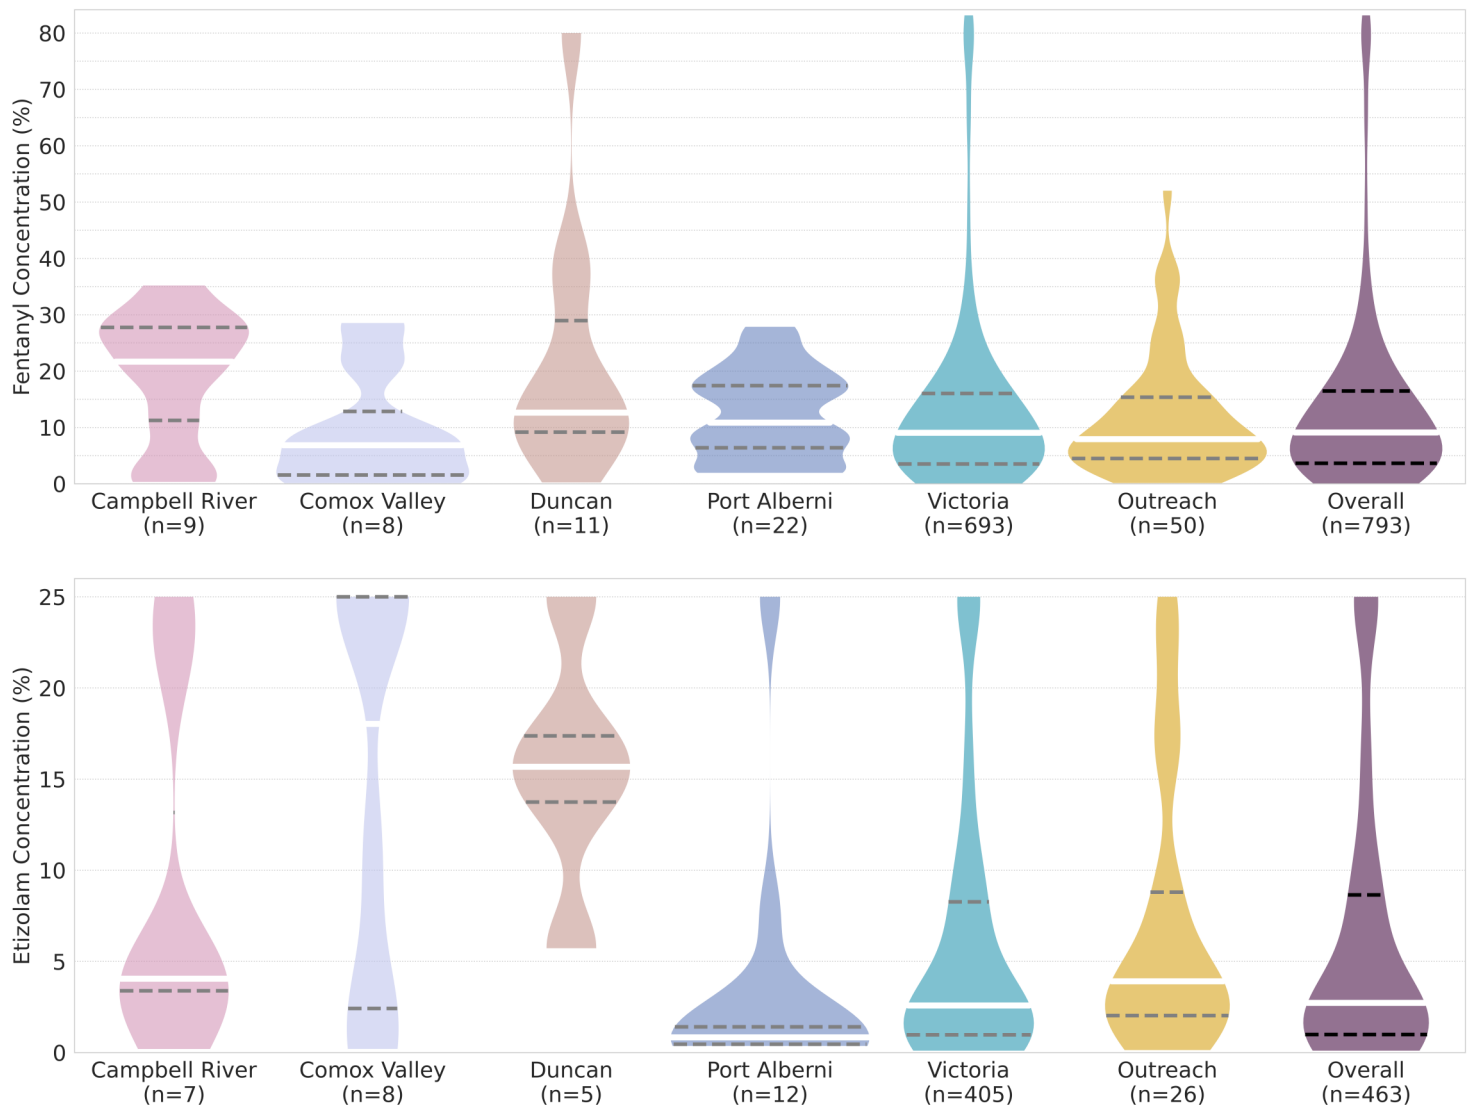 Fentanyl Concentration (%)
80
70
60
50
40
30
20
10
0
Campbell River
(n=9)
Comox Valley
(n=8)
Duncan
(n=11)
Port Alberni
(n=22)
Victoria
(n=693)
Outreach
(n=50)
Overall
(n=793)
Etizolam Concentration (%)
25
20
15
10
5
0
Campbell River
(n=7)
Comox Valley
(n=8)
Duncan
(n=5)
Port Alberni
(n=12)
Victoria
(n=405)
Outreach
(n=26)
Overall
(n=463)